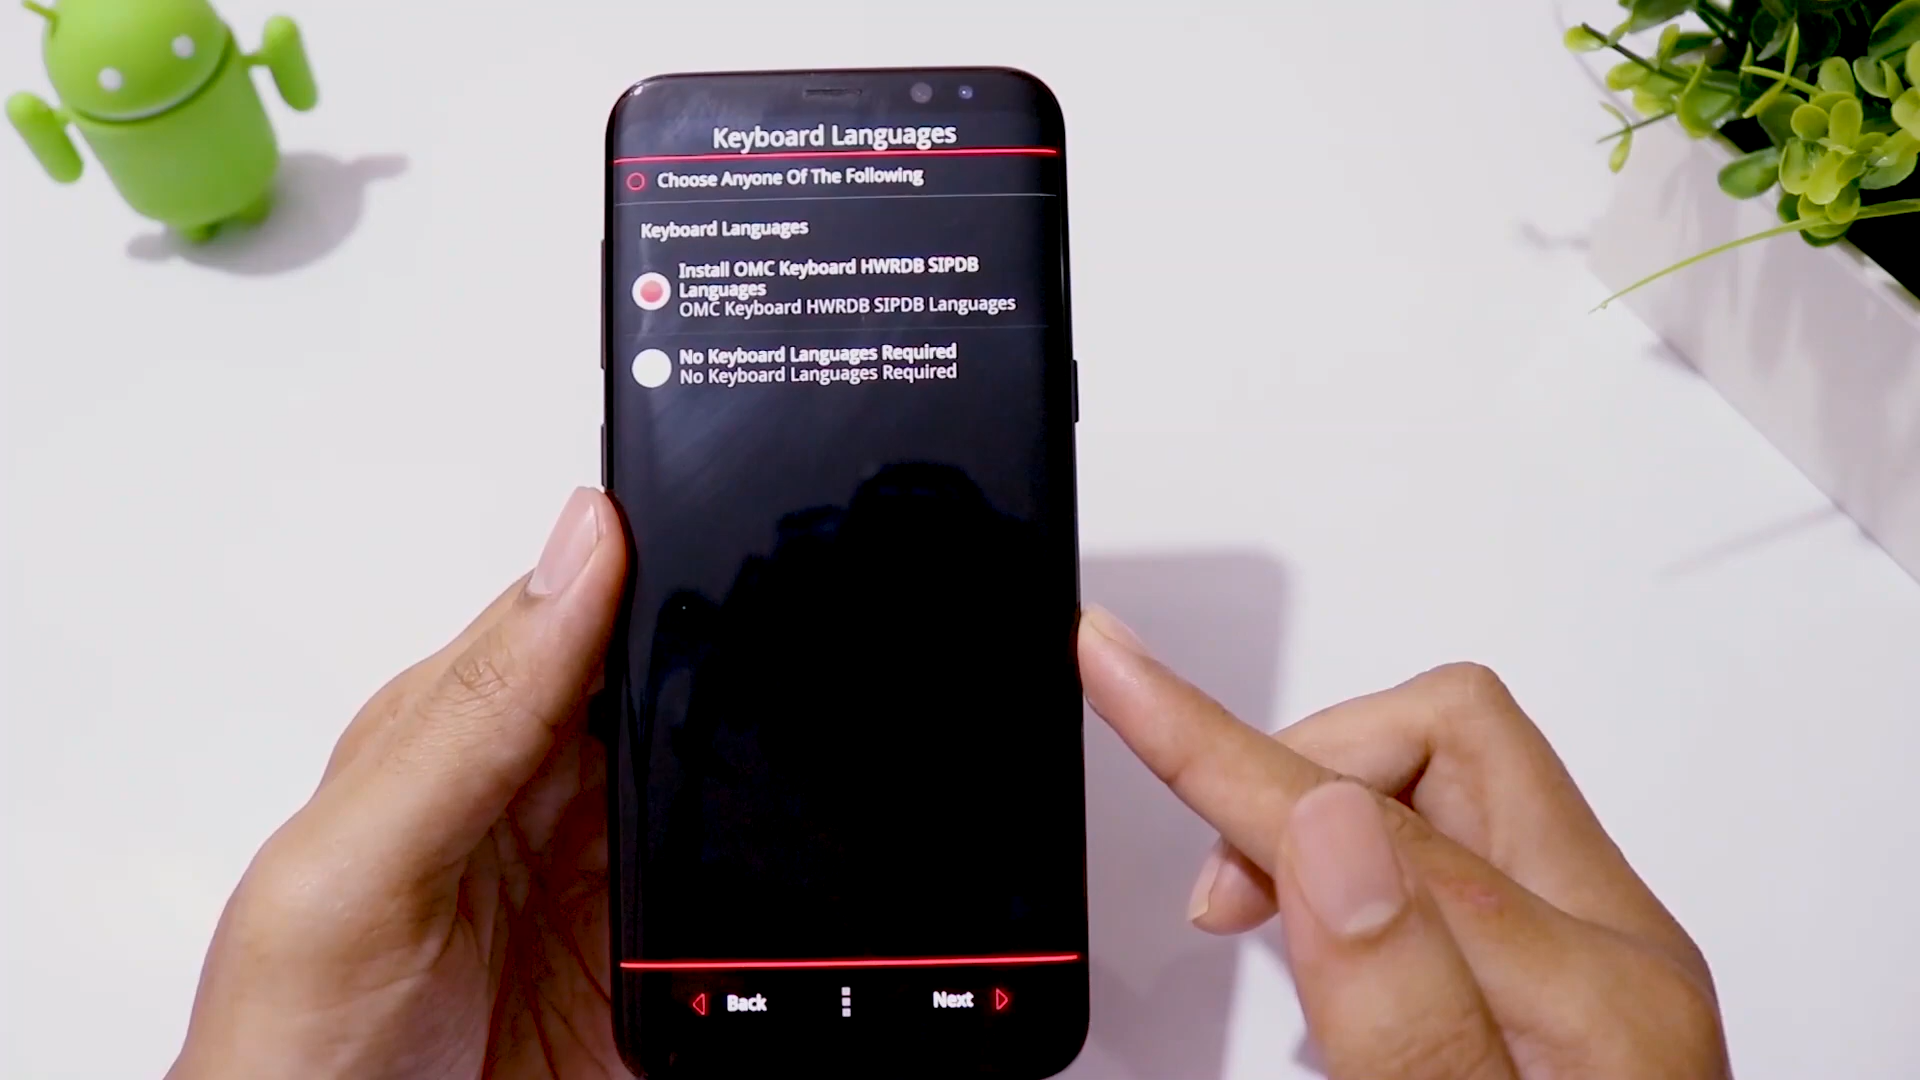 Keyboard Languages
Choose Anyone Of The Following
Keyboard Languages
Install OMC Keyboard HWRDB SIPDB
Languages
OMC Keyboard HWRDB SIPDB Languages
No Keyboard Languages Required
No Keyboard Languages Required
Back
Next